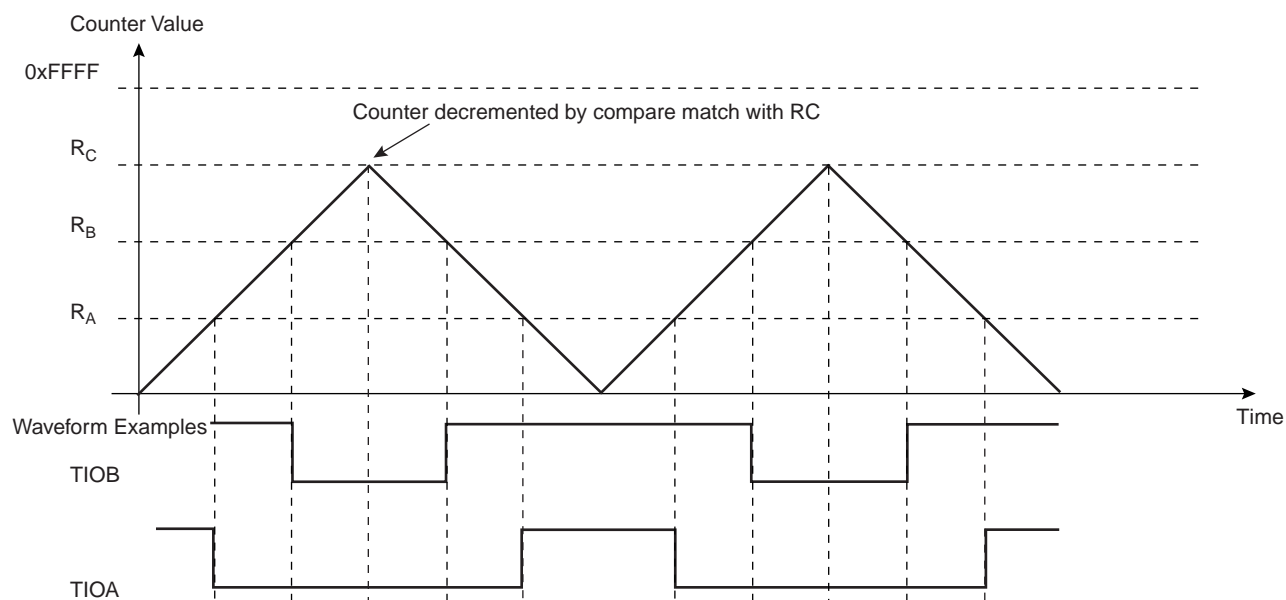 Counter Value
0xFFFF
Counter decremented by compare match with RC
RC
RB
RA
Time
Waveform Examples
TIOB
TIOA